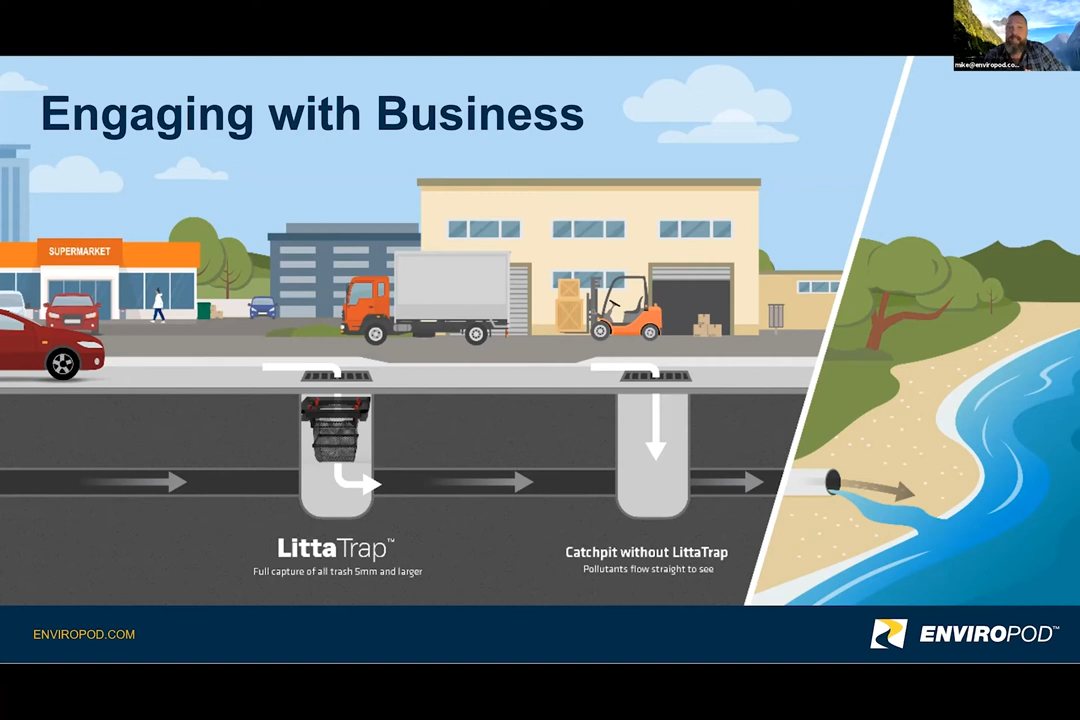 mike@enviropod.co...
Engaging with Business
SUPERMARKET
LittaTrap™
Full capture of all trash 5mm and larger
Catchpit without LittaTrap
Pollutants flow straight to see
ENVIROPOD.COM
ENVIROPOD™